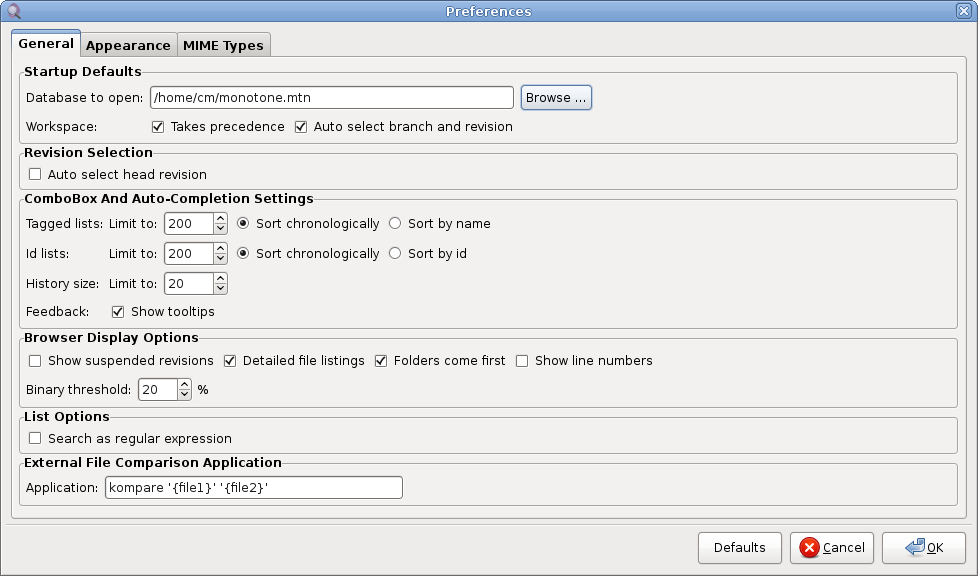 Preferences
General Appearance MIME Types
Startup Defaults
Database to open: /home/cm/monotone.mtn Browse ...
Workspace: Takes precedence Auto select branch and revision
Revision Selection
Auto select head revision
ComboBox And Auto-Completion Settings
Tagged lists: Limit to: 200 Sort chronologically Sort by name
Id lists: Limit to: 200 Sort chronologically Sort by id
History size: Limit to: 20
Feedback: Show tooltips
Browser Display Options
Show suspended revisions Detailed file listings Folders come first Show line numbers
Binary threshold: 20 %
List Options
Search as regular expression
External File Comparison Application
Application: kompare '{file1}' '{file2}'
Defaults Cancel OK